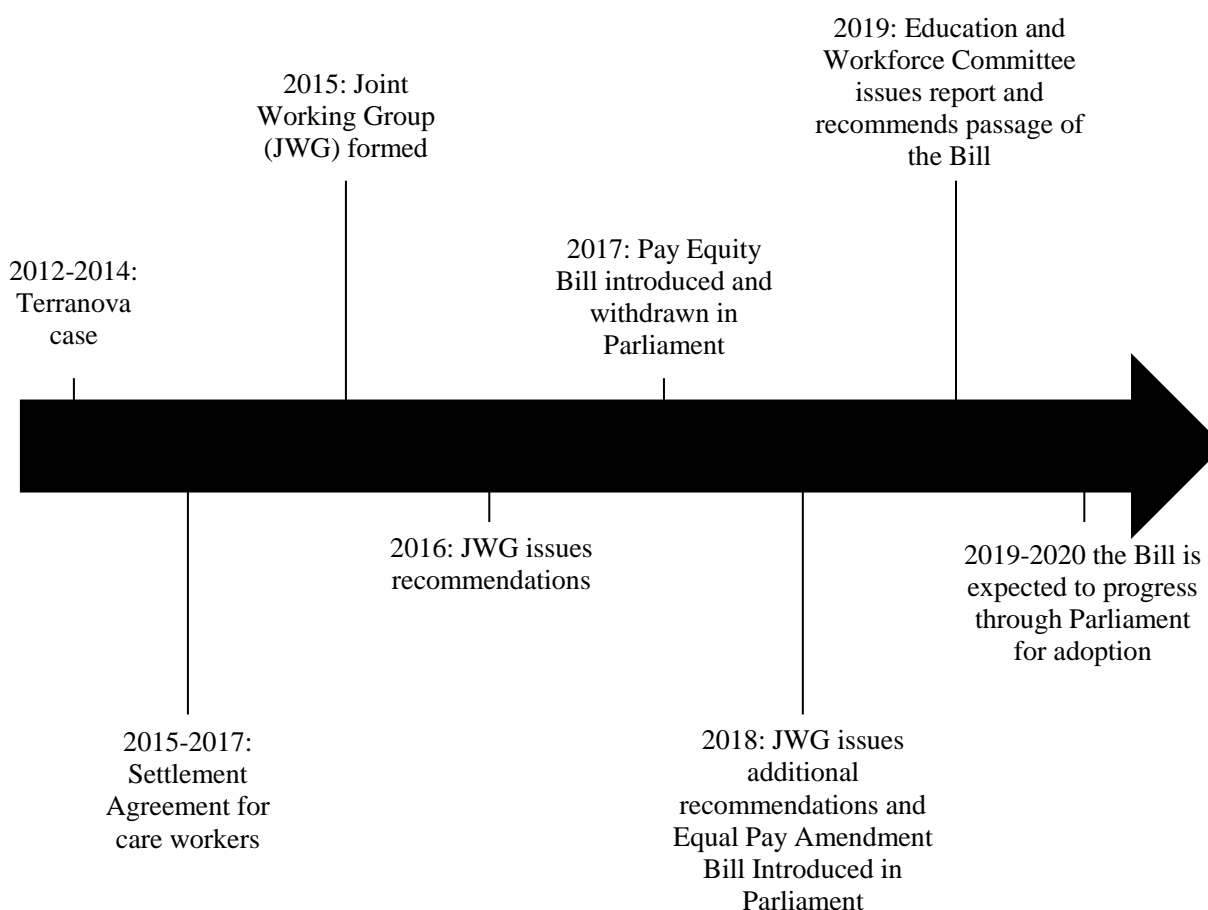 2012-2014:
Terranova
case
2015-2017:
Settlement
Agreement for
care workers
2015: Joint
Working Group
(JWG) formed
2016: JWG issues
recommendations
2017: Pay Equity
Bill introduced and
withdrawn in
Parliament
2018: JWG issues
additional
recommendations and
Equal Pay Amendment
Bill Introduced in
Parliament
2019: Education and
Workforce Committee
issues report and
recommends passage of
the Bill
2019-2020 the Bill is
expected to progress
through Parliament
for adoption